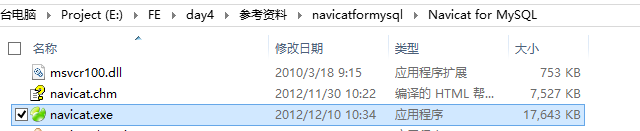 台电脑 ▸ Project (E:) ▸ FE ▸ day4 ▸ 参考资料 ▸ navicatformysql ▸ Navicat for MySQL
名称 修改日期 类型 大小
msvcr100.dll 2010/3/18 9:15 应用程序扩展 753 KB
navicat.chm 2012/11/30 10:22 编译的 HTML 帮... 7,527 KB
navicat.exe 2012/12/10 10:34 应用程序 17,643 KB